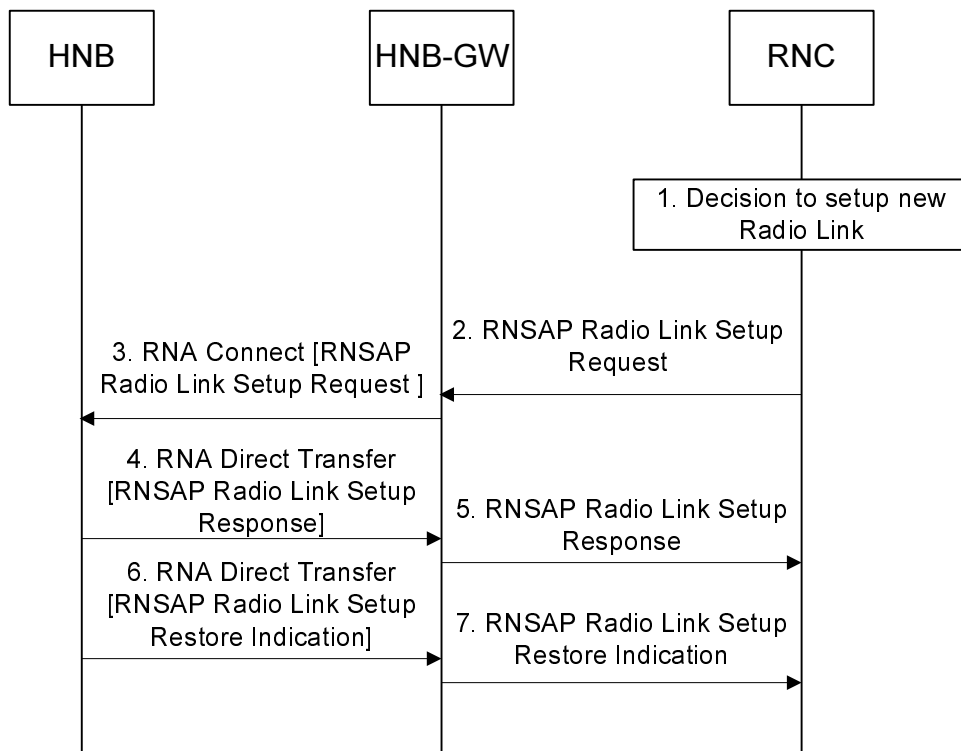 HNB
HNB-GW
RNC
1. Decision to setup new
Radio Link
2. RNSAP Radio Link Setup
Request
3. RNA Connect [RNSAP
Radio Link Setup Request ]
4. RNA Direct Transfer
[RNSAP Radio Link Setup
Response]
5. RNSAP Radio Link Setup
Response
6. RNA Direct Transfer
[RNSAP Radio Link Setup
Restore Indication]
7. RNSAP Radio Link Setup
Restore Indication